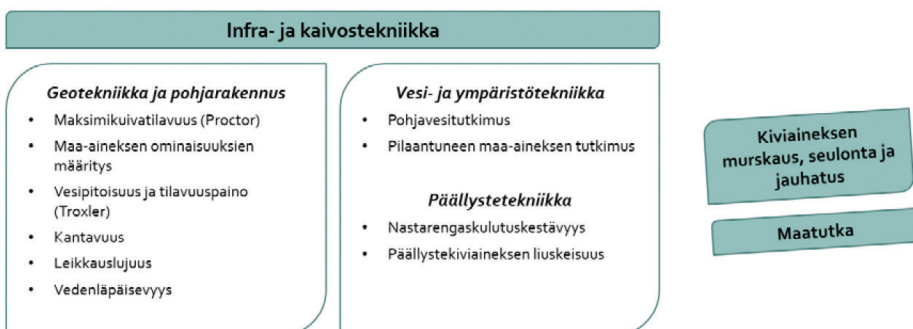 Infra- ja kaivostekniikka
Geotekniikka ja pohjarakennus
• Maksimikuivatilavuus (Proctor)
• Maa-aineksen ominaisuuksien
määritys
• Vesipitoisuus ja tilavuuspaino
(Troxler)
• Kantavuus
• Leikkauslujuus
• Vedenläpäisevyys
Vesi- ja ympäristötekniikka
• Pohjavesitutkimus
• Pilaantuneen maa-aineksen tutkimus
Päällystetekniikka
• Nastarengaskulutuskestävyys
• Päällystekiviaineksen liuskeisuus
Kiviaineksen
murskaus, seulonta ja
jauhatus
Maatutka